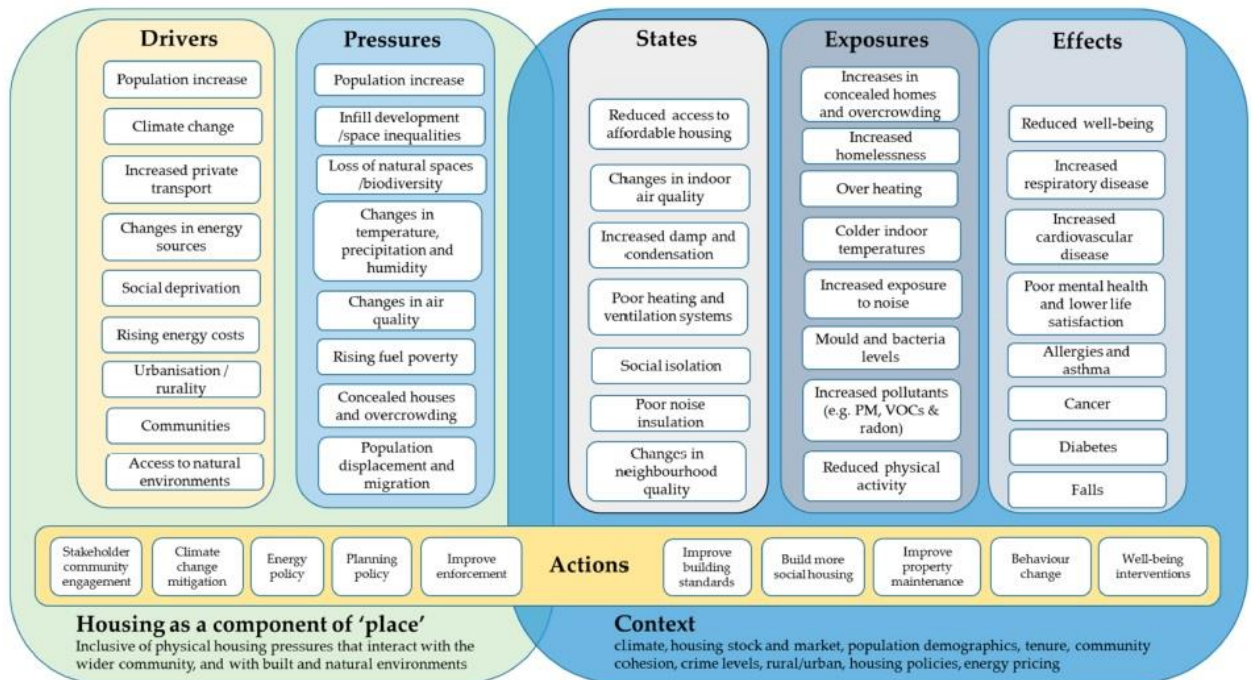 Drivers
Population increase
Climate change
Increased private
transport
Changes in energy
sources
Social deprivation
Rising energy costs
Urbanisation /
rurality
Communities
Access to natural
environments
Pressures
Population increase
Infill development
/space inequalities
Loss of natural spaces
/biodiversity
Changes in
temperature,
precipitation and
humidity
Changes in air
quality
Rising fuel poverty
Concealed houses
and overcrowding
Population
displacement and
migration
States
Reduced access to
affordable housing
Changes in indoor
air quality
Increased damp and
condensation
Poor heating and
ventilation systems
Social isolation
Poor noise
insulation
Changes in
neighbourhood
quality
Exposures
Increases in
concealed homes
and overcrowding
Increased
homelessness
Over heating
Colder indoor
temperatures
Increased exposure
to noise
Mould and bacteria
levels
Increased pollutants
(e.g. PM, VOCs &
radon)
Reduced physical
activity
Effects
Reduced well-being
Increased
respiratory disease
Increased
cardiovascular
disease
Poor mental health
and lower life
satisfaction
Allergies and
asthma
Cancer
Diabetes
Falls
Stakeholder
community
engagement
Climate
change
mitigation
Energy
policy
Planning
policy
Improve
enforcement
Actions
Improve
building
standards
Build more
social housing
Improve
property
maintenance
Behaviour
change
Well-being
interventions
Housing as a component of ‘place’
Inclusive of physical housing pressures that interact with the
wider community, and with built and natural environments
Context
climate, housing stock and market, population demographics, tenure, community
cohesion, crime levels, rural/urban, housing policies, energy pricing